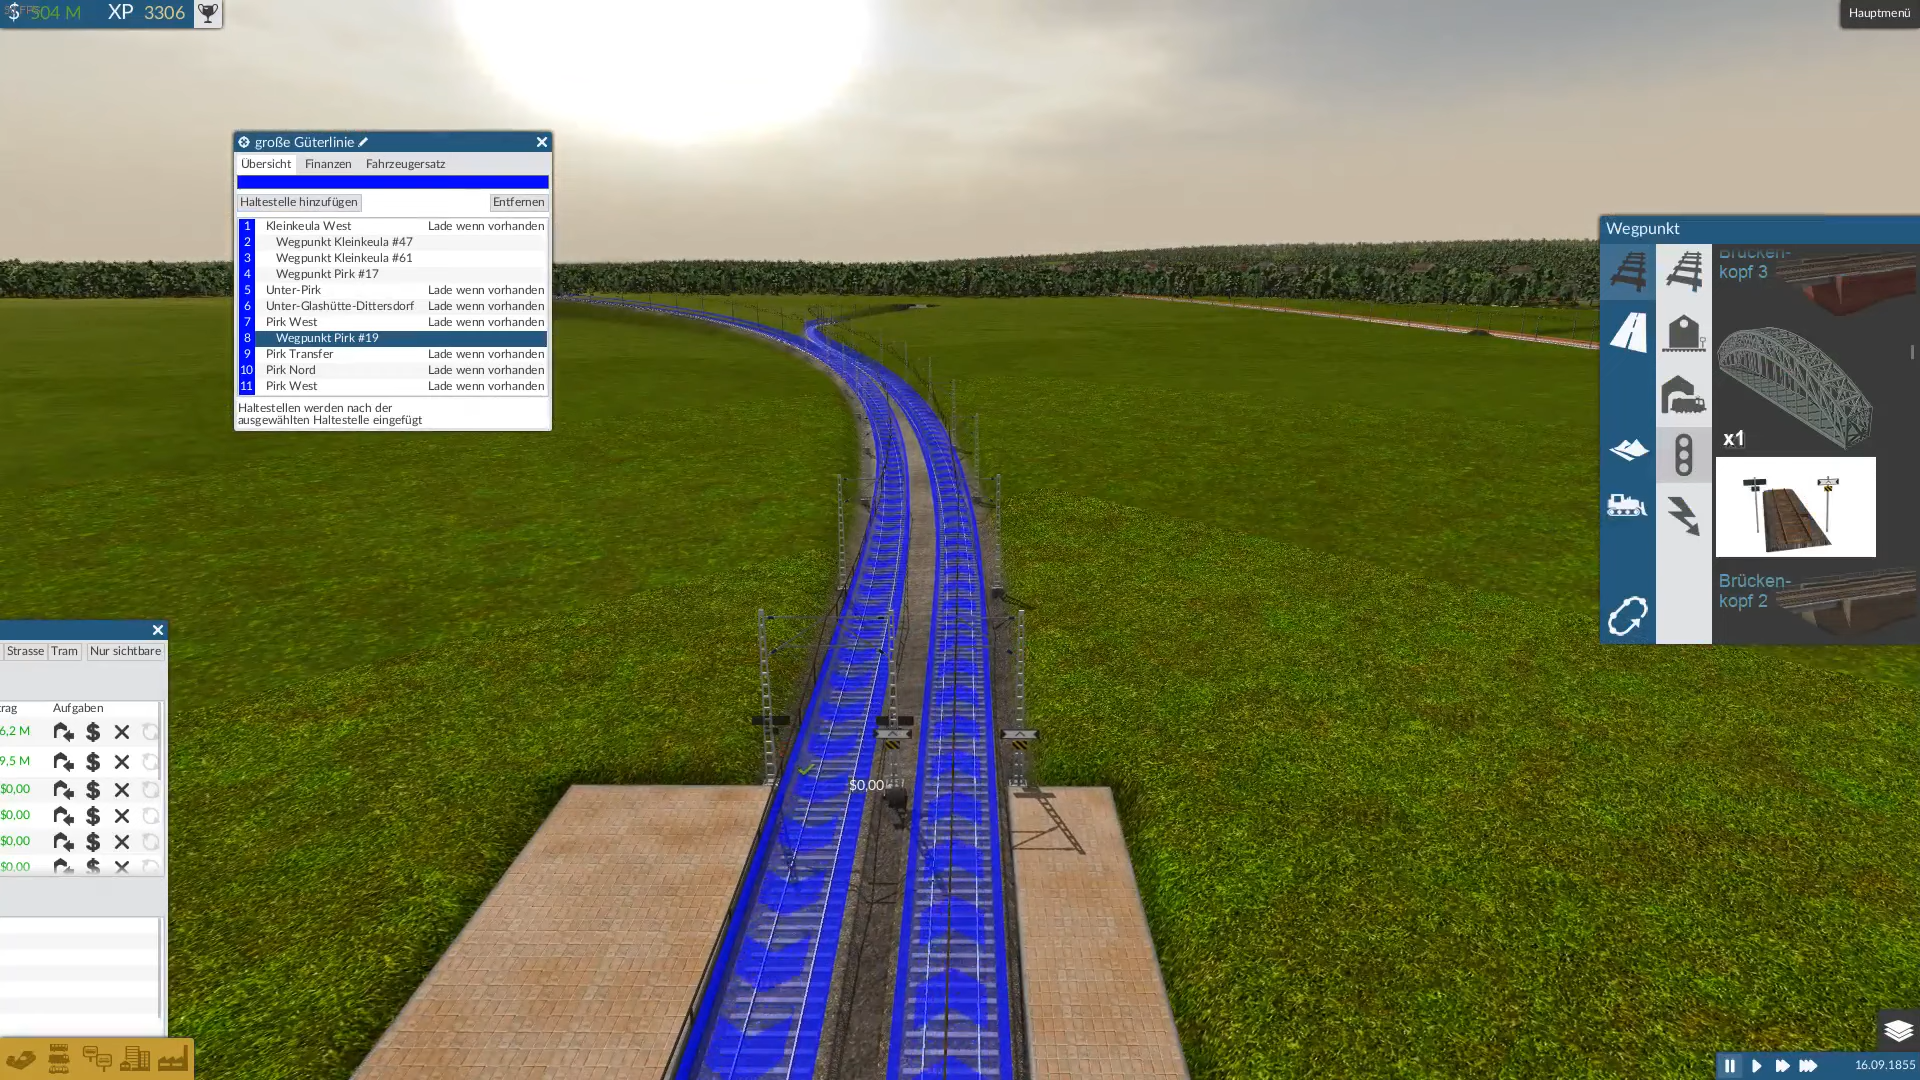 $ 504 M XP 3306
Hauptmenü
große Güterlinie
Übersicht Finanzen Fahrzeugersatz
Haltestelle hinzufügen Entfernen
1 Kleinkeula West Lade wenn vorhanden
2 Wegpunkt Kleinkeula #47
3 Wegpunkt Kleinkeula #61
4 Wegpunkt Pirk #17
5 Unter-Pirk Lade wenn vorhanden
6 Unter-Glashütte-Dittersdorf Lade wenn vorhanden
7 Pirk West Lade wenn vorhanden
8 Wegpunkt Pirk #19
9 Pirk Transfer Lade wenn vorhanden
10 Pirk Nord Lade wenn vorhanden
11 Pirk West Lade wenn vorhanden
Haltestellen werden nach der
ausgewählten Haltestelle eingefügt
Wegpunkt
Brücken-
kopf 3
x1
Brücken-
kopf 2
Strasse Tram Nur sichtbare
rag Aufgaben
6,2 M
9,5 M
$0,00
$0,00
$0,00
$0,00
$0,00
16.09.1855